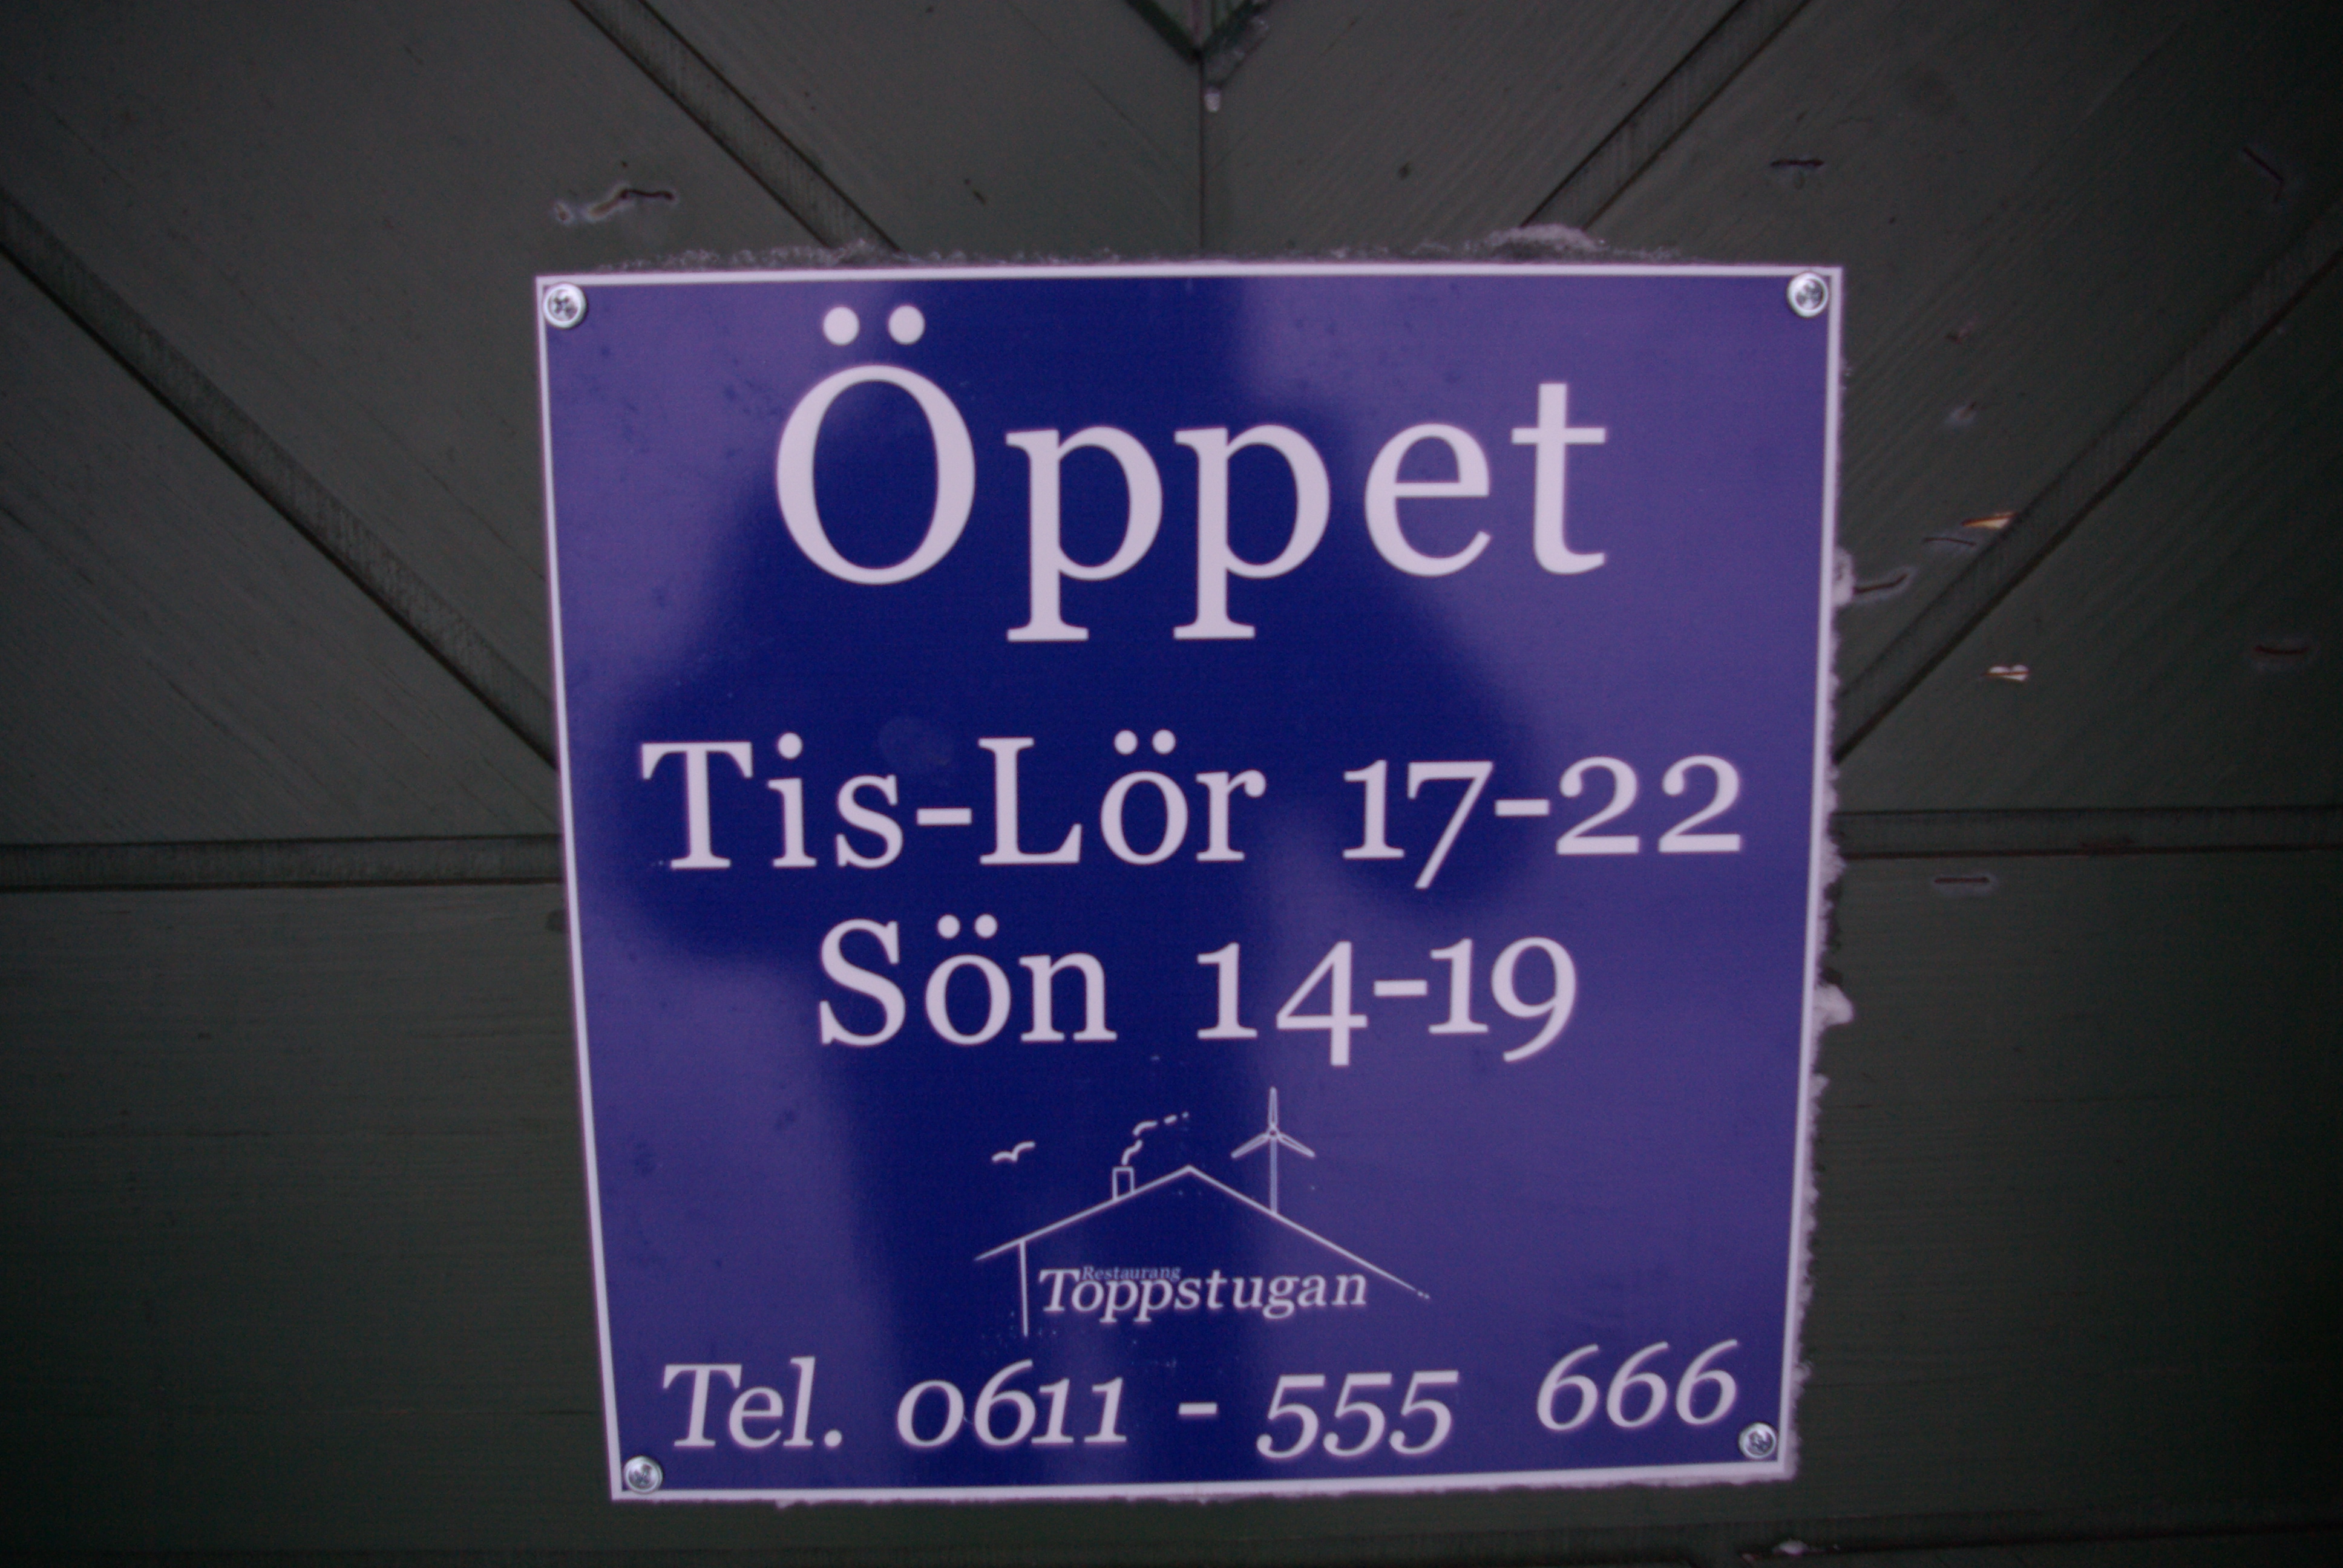 Öppet
Tis-Lör 17-22
Sön 14-19
Restaurang
Toppstugan
Tel. 0611 - 555 666